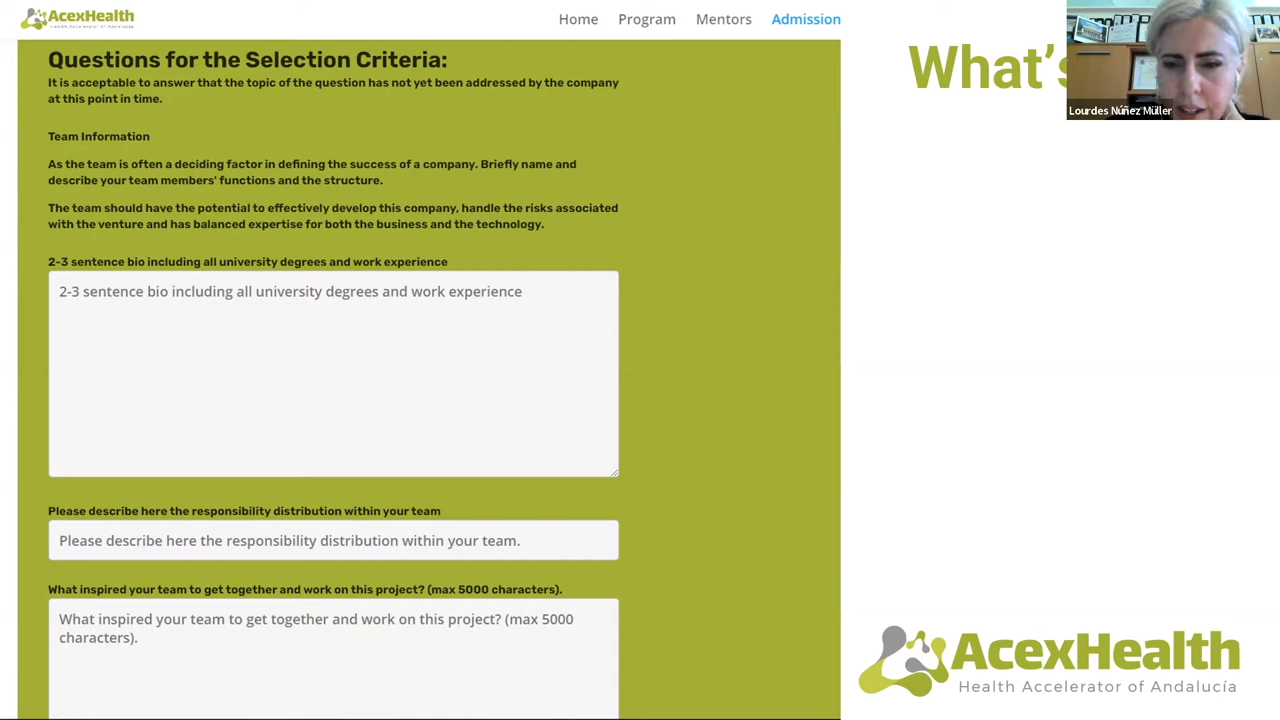 AcexHealth
Health Accelerator of Andalucía
Home Program Mentors Admission
What's
Lourdes Núñez Müller
Questions for the Selection Criteria:
It is acceptable to answer that the topic of the question has not yet been addressed by the company
at this point in time.
Team Information
As the team is often a deciding factor in defining the success of a company. Briefly name and
describe your team members' functions and the structure.
The team should have the potential to effectively develop this company, handle the risks associated
with the venture and has balanced expertise for both the business and the technology.
2-3 sentence bio including all university degrees and work experience
2-3 sentence bio including all university degrees and work experience
Please describe here the responsibility distribution within your team
Please describe here the responsibility distribution within your team.
What inspired your team to get together and work on this project? (max 5000 characters).
What inspired your team to get together and work on this project? (max 5000
characters).
AcexHealth
Health Accelerator of Andalucía